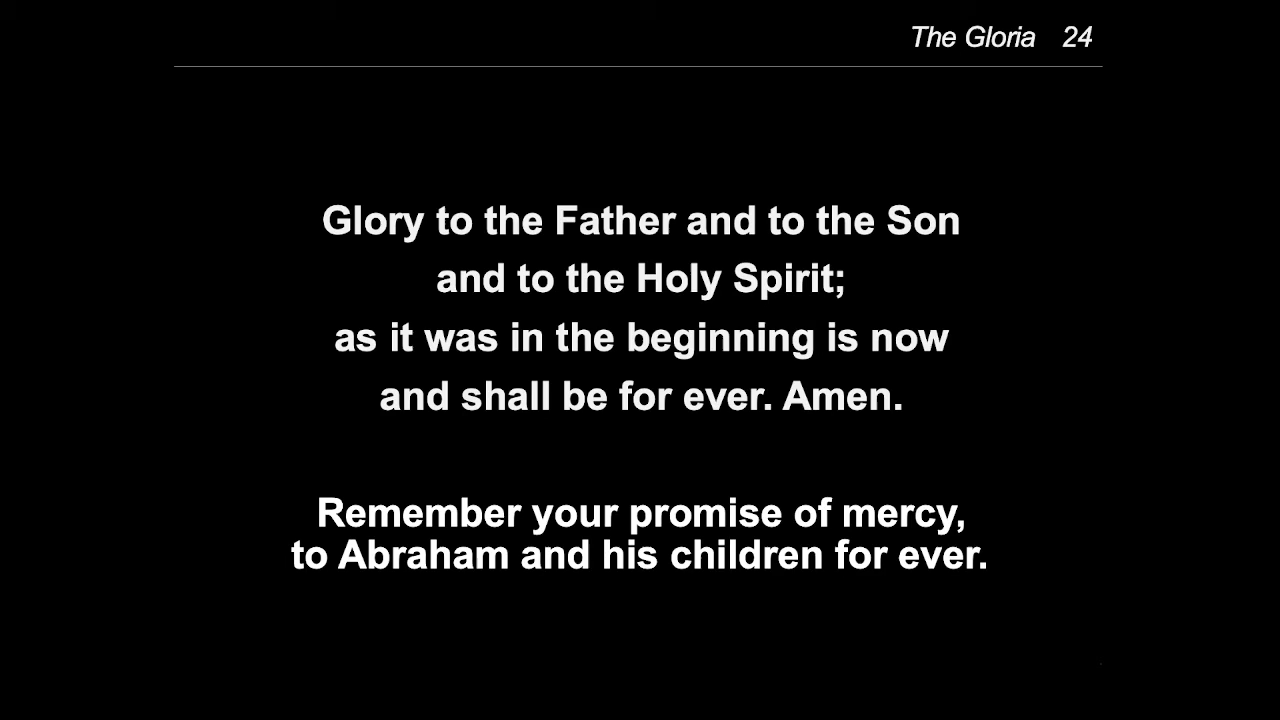 The Gloria 24
Glory to the Father and to the Son
and to the Holy Spirit;
as it was in the beginning is now
and shall be for ever. Amen.
Remember your promise of mercy,
to Abraham and his children for ever.